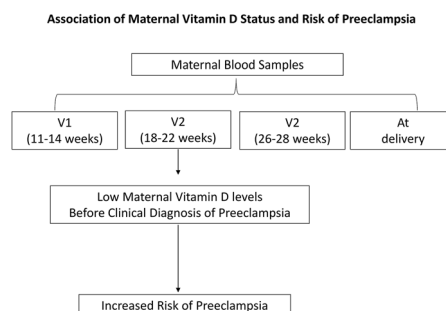 Association of Maternal Vitamin D Status and Risk of Preeclampsia
Maternal Blood Samples
V1
(11-14 weeks)
V2
(18-22 weeks)
V2
(26-28 weeks)
At
delivery
Low Maternal Vitamin D levels
Before Clinical Diagnosis of Preeclampsia
Increased Risk of Preeclampsia